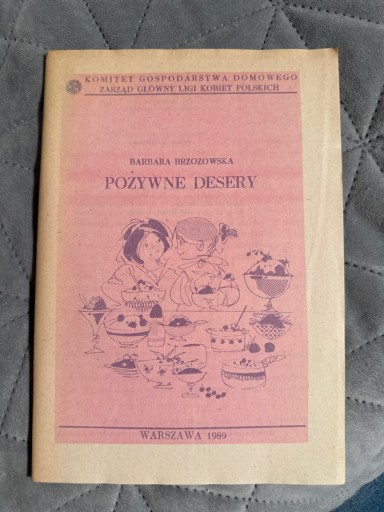 KOMITET GOSPODARSTWA DOMOWEGO
ZARZĄD GŁÓWNY LIGI KOBIET POLSKICH
BARBARA BRZOZOWSKA
POŻYWNE DESERY
WARSZAWA 1989